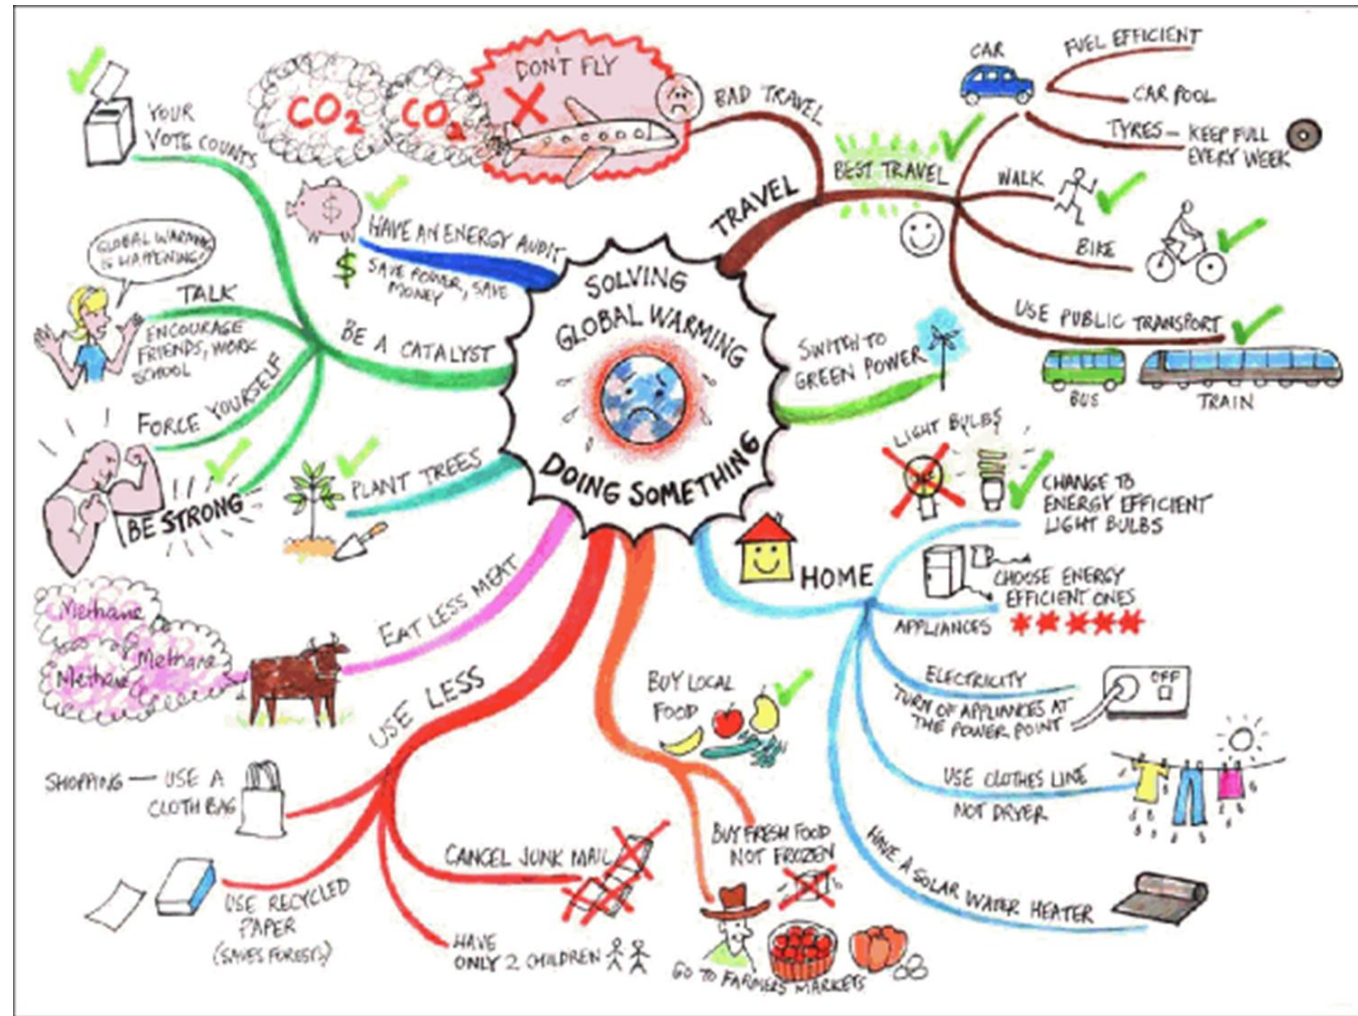 SOLVING
GLOBAL WARMING
DOING SOMETHING
TRAVEL
BAD TRAVEL
DON'T FLY
CO2
CO2
BEST TRAVEL
CAR
FUEL EFFICIENT
CAR POOL
TYRES - KEEP FULL
EVERY WEEK
WALK
BIKE
USE PUBLIC TRANSPORT
BUS
TRAIN
SWITCH TO
GREEN POWER
HOME
LIGHT BULBS
CHANGE TO
ENERGY EFFICIENT
LIGHT BULBS
CHOOSE ENERGY
EFFICIENT ONES
APPLIANCES
ELECTRICITY
TURN OF APPLIANCES AT
THE POWER POINT
OFF
USE CLOTHES LINE
NOT DRYER
HAVE A SOLAR WATER HEATER
BUY LOCAL
FOOD
BUY FRESH FOOD
NOT FROZEN
GO TO FARMERS MARKETS
USE LESS
SHOPPING — USE A
CLOTH BAG
USE RECYCLED
PAPER
(SAVES FORESTS)
CANCEL JUNK MAIL
HAVE
ONLY 2 CHILDREN
EAT LESS MEAT
Methane
Methane
Methane
PLANT TREES
BE A CATALYST
YOUR
VOTE COUNTS
TALK
GLOBAL WARMING
IS HAPPENING!
ENCOURAGE
FRIENDS, WORK
SCHOOL
FORCE YOURSELF
BE STRONG
HAVE AN ENERGY AUDIT
SAVE POWER, SAVE
MONEY
$
$